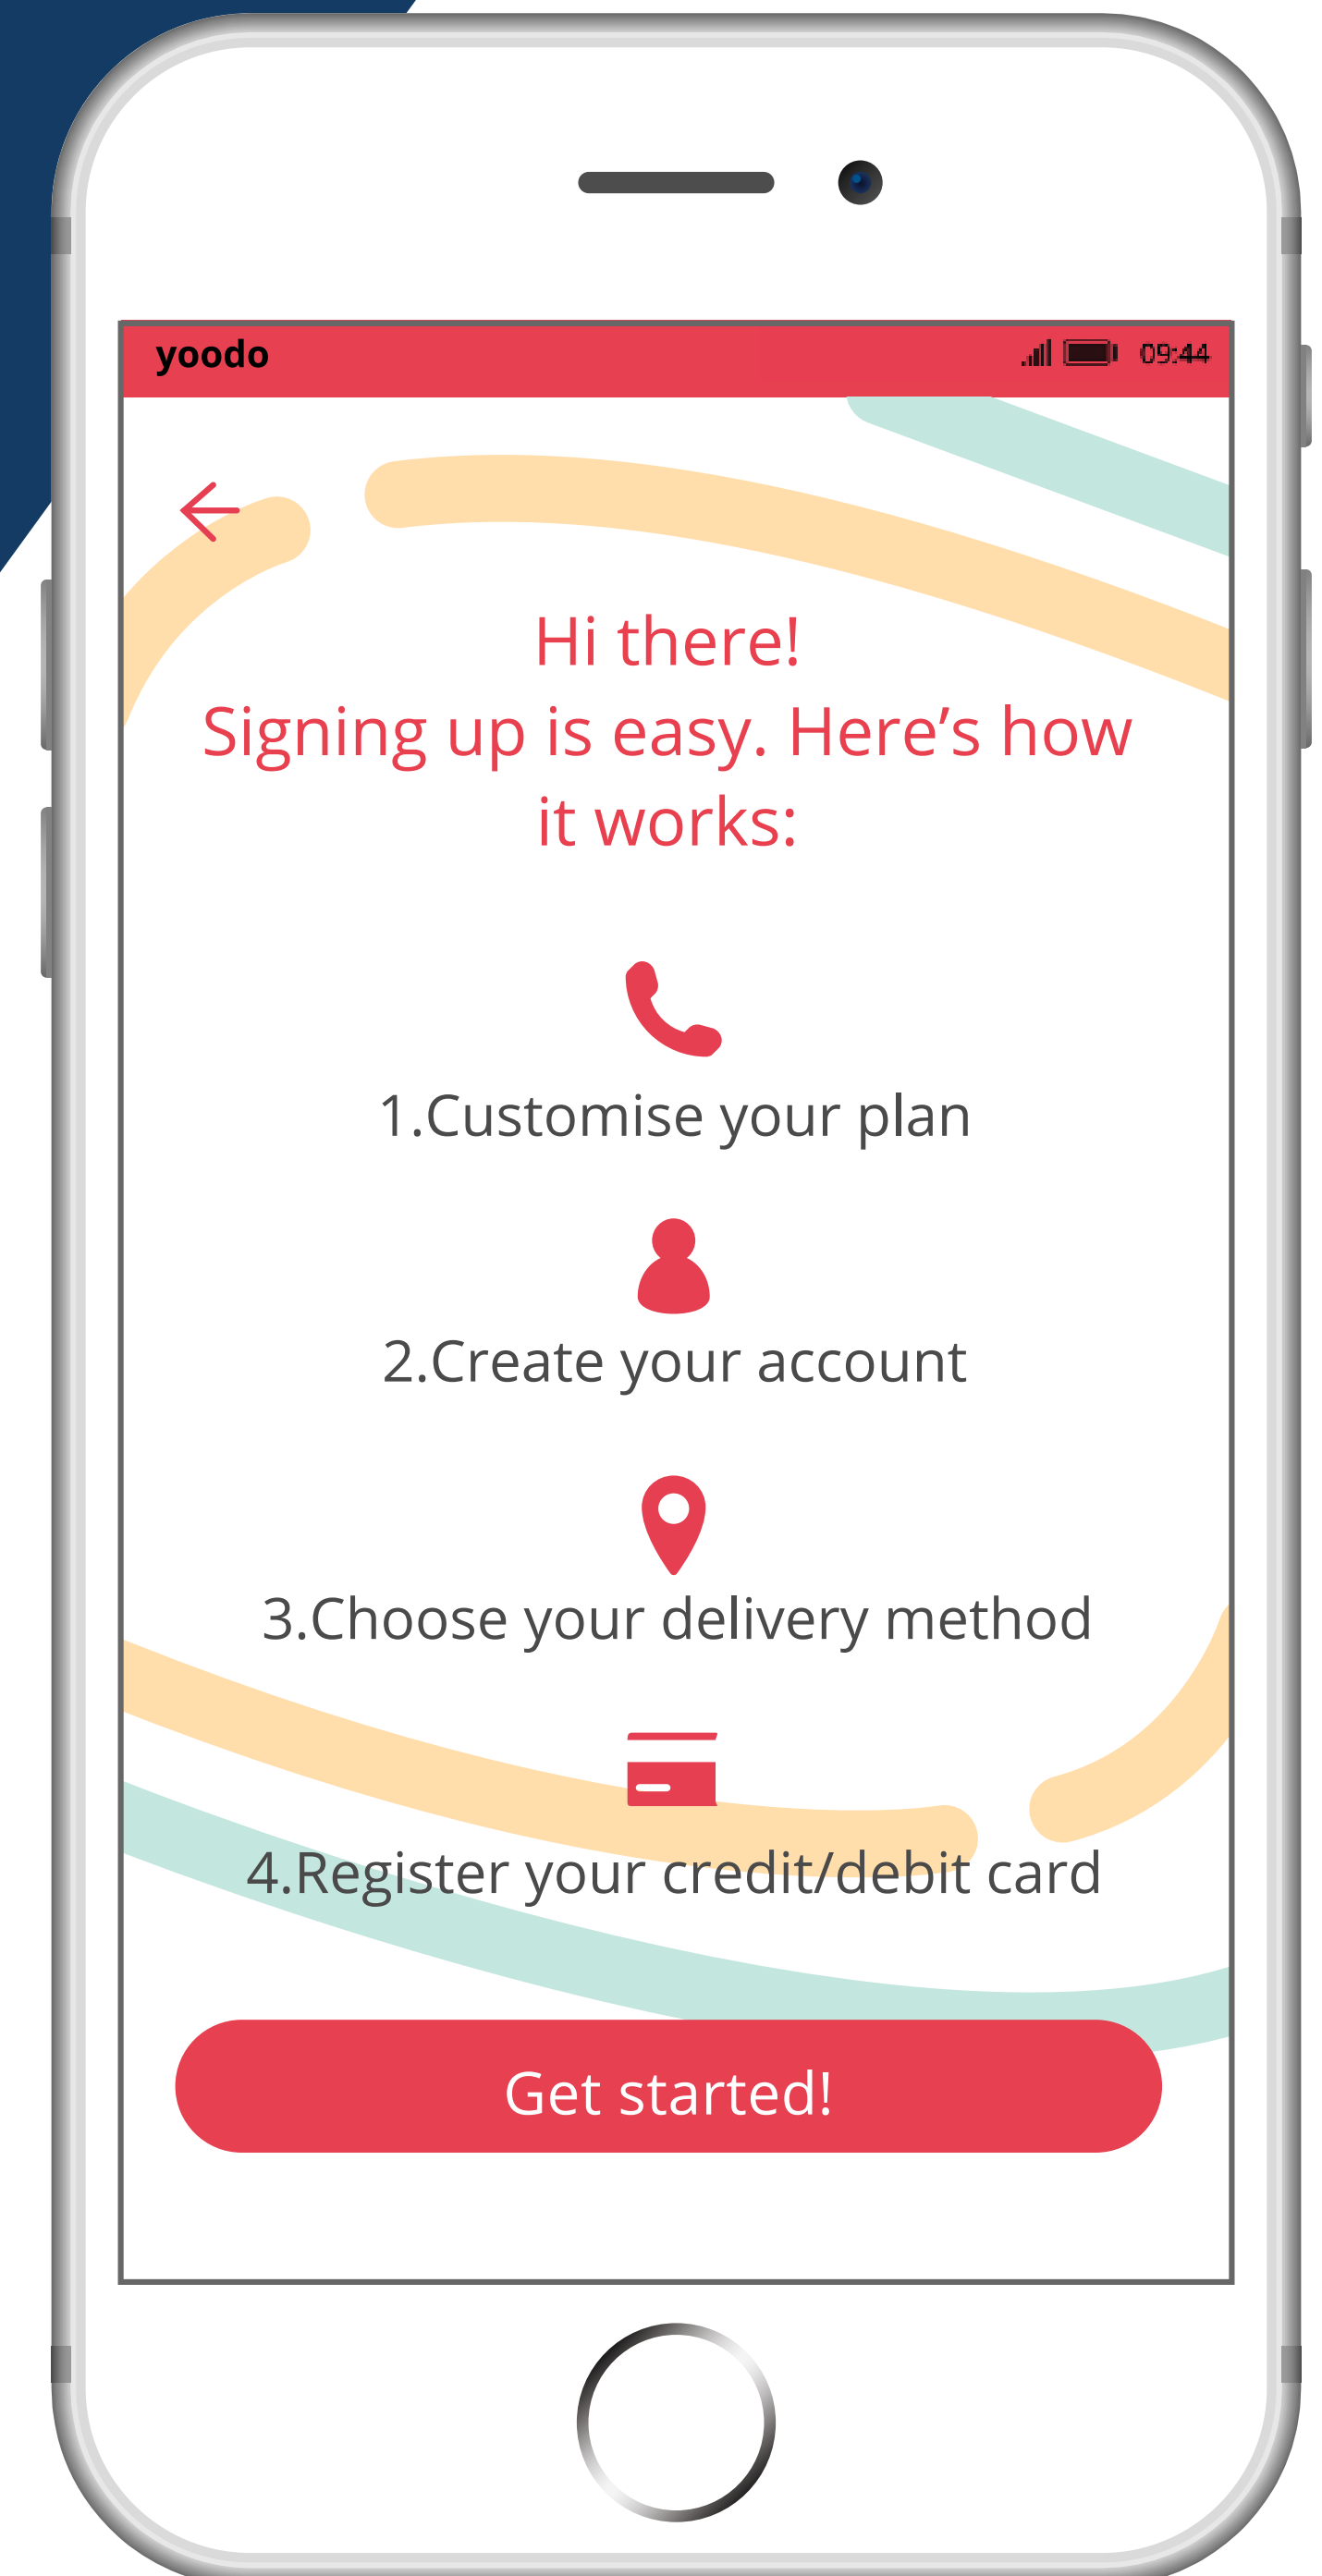 yoodo
09:44
Hi there!
Signing up is easy. Here’s how
it works:
1.Customise your plan
2.Create your account
3.Choose your delivery method
4.Register your credit/debit card
Get started!